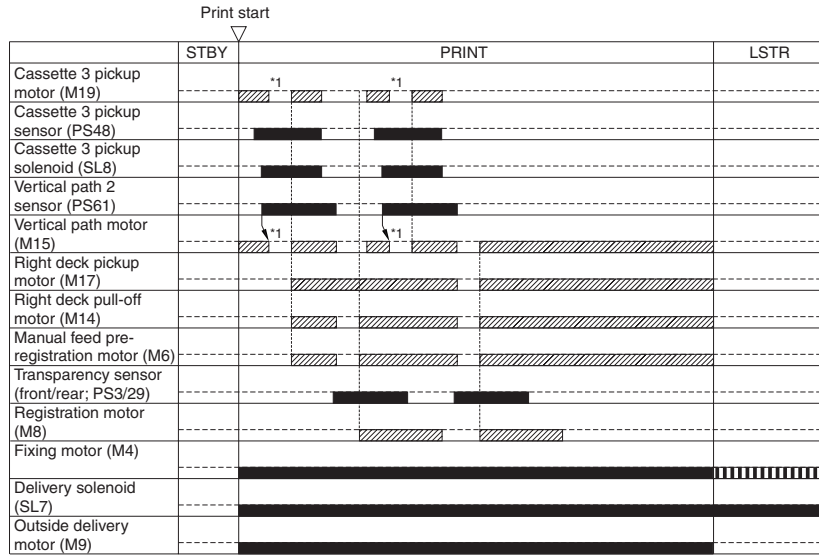 Print start
STBY
PRINT
LSTR
Cassette 3 pickup
motor (M19)
*1
*1
Cassette 3 pickup
sensor (PS48)
Cassette 3 pickup
solenoid (SL8)
Vertical path 2
sensor (PS61)
Vertical path motor
(M15)
*1
*1
Right deck pickup
motor (M17)
Right deck pull-off
motor (M14)
Manual feed pre-
registration motor (M6)
Transparency sensor
(front/rear; PS3/29)
Registration motor
(M8)
Fixing motor (M4)
Delivery solenoid
(SL7)
Outside delivery
motor (M9)